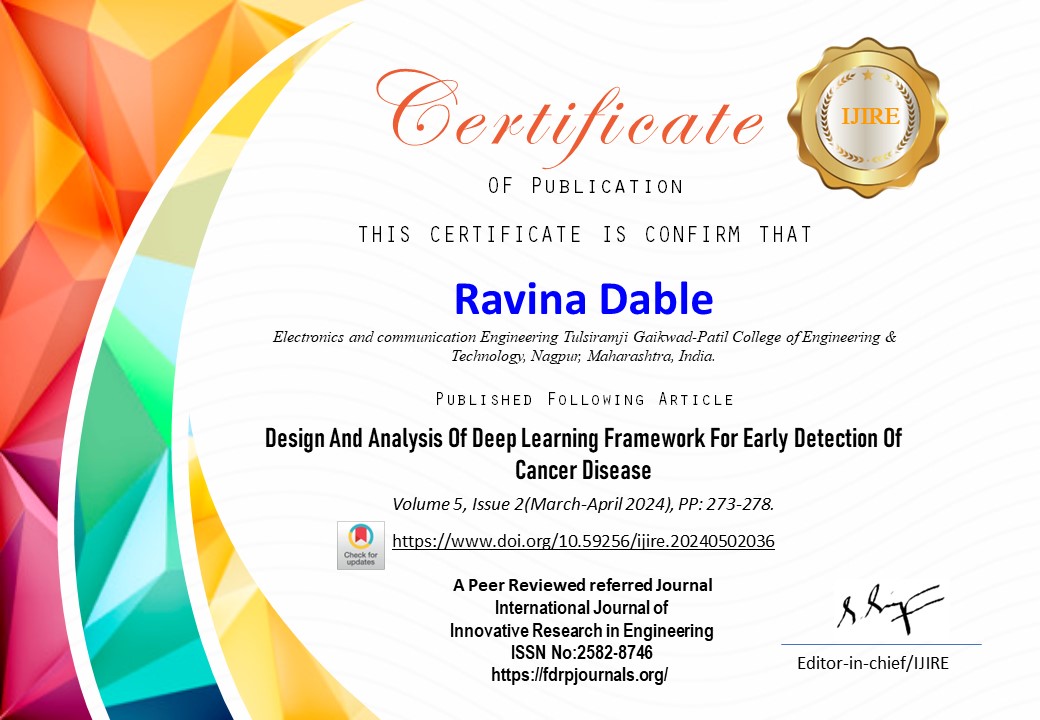 Certificate
IJIRE
OF PUBLICATION
THIS CERTIFICATE IS CONFIRM THAT
Ravina Dable
Electronics and communication Engineering Tulsiramji Gaikwad-Patil College of Engineering &
Technology, Nagpur, Maharashtra, India.
PUBLISHED FOLLOWING ARTICLE
Design And Analysis Of Deep Learning Framework For Early Detection Of
Cancer Disease
Volume 5, Issue 2(March-April 2024), PP: 273-278.
Check for
updates
https://www.doi.org/10.59256/ijire.20240502036
A Peer Reviewed referred Journal
International Journal of
Innovative Research in Engineering
ISSN No:2582-8746
https://fdrpjournals.org/
Editor-in-chief/IJIRE